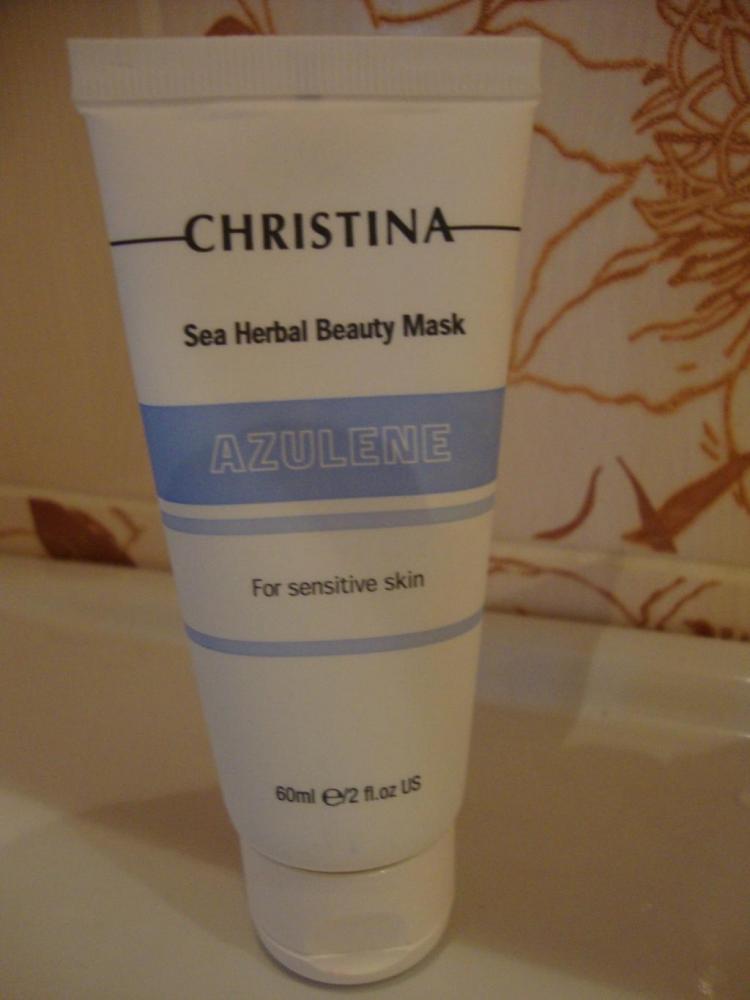 CHRISTINA
Sea Herbal Beauty Mask
AZULENE
For sensitive skin
60ml ℮/2 fl.oz US